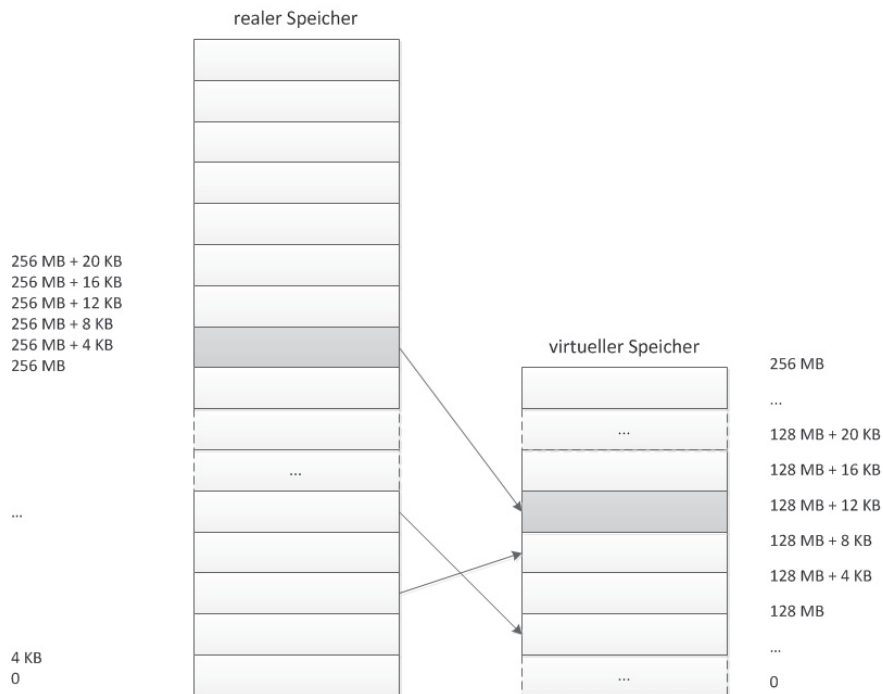 realer Speicher
256 MB + 20 KB
256 MB + 16 KB
256 MB + 12 KB
256 MB + 8 KB
256 MB + 4 KB
256 MB
...
...
4 KB
0
virtueller Speicher
...
...
256 MB
...
128 MB + 20 KB
128 MB + 16 KB
128 MB + 12 KB
128 MB + 8 KB
128 MB + 4 KB
128 MB
...
0